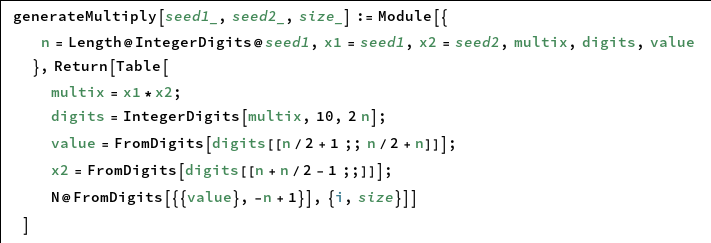 generateMultiply[seed1_, seed2_, size_] := Module[{
n = Length@IntegerDigits@seed1, x1 = seed1, x2 = seed2, multix, digits, value
}, Return[Table[
multix = x1*x2;
digits = IntegerDigits[multix, 10, 2 n];
value = FromDigits[digits[[n/2 + 1 ;; n/2 + n]]];
x2 = FromDigits[digits[[n + n/2 - 1 ;;]]];
N@FromDigits[{{value}, -n + 1}], {i, size}]]
]